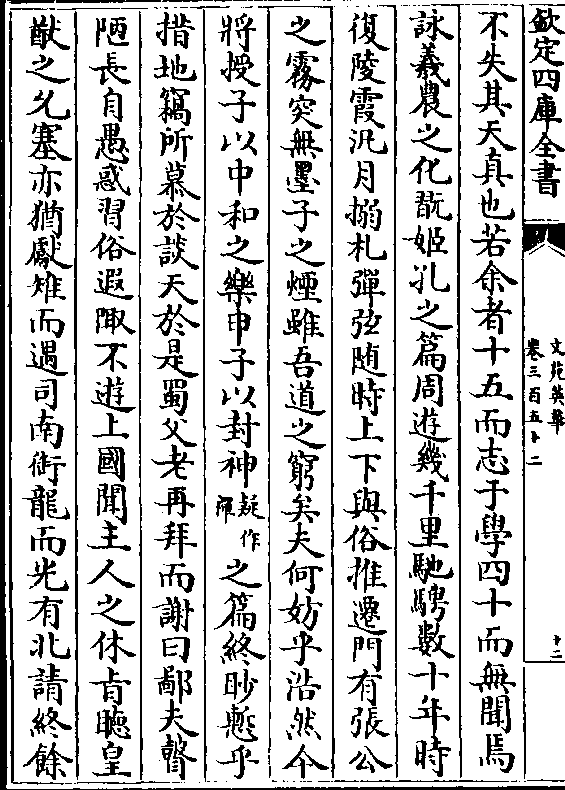 欽定四庫全書
文苑英華
卷三百五十二
十二
不失其天真也若余者十五而志于學四十而無聞焉
詠羲農之化翫姬孔之篇周遊幾千里馳騁數十年時
復陵霞汎月搦札彈弦随時上下與俗推遷門有張公
之霧突無墨子之煙雖吾道之窮矣夫何妨乎浩然今
將授子以中和之樂申子以封神疑作禪之篇終眇慙乎
指地竊所慕於談天於是蜀父老再拜而謝曰鄙夫瞽
陋長自愚惑習俗遐陬不遊上國聞主人之休旨聴皇
猷之允塞亦猶獻雉而遇司南銜龍而光有北請終餘